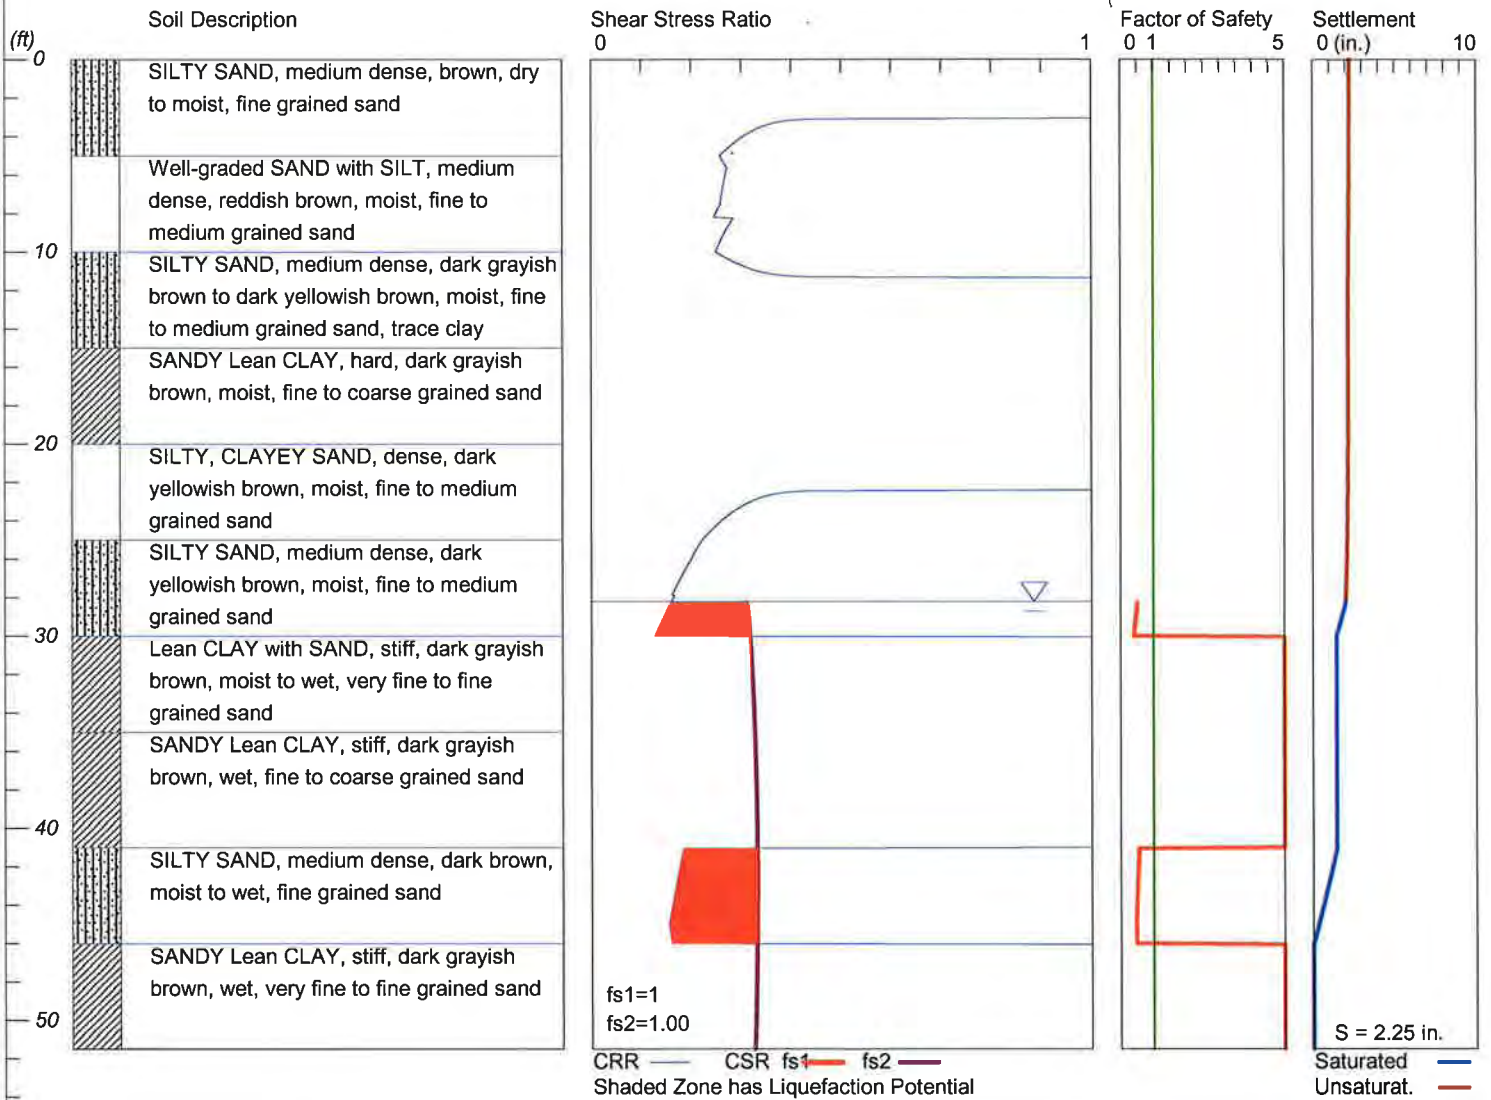 Soil Description
Shear Stress Ratio
Factor of Safety
Settlement
(ft)
0
0
1
0 1
5
0 (in.)
10
SILTY SAND, medium dense, brown, dry
to moist, fine grained sand
Well-graded SAND with SILT, medium
dense, reddish brown, moist, fine to
medium grained sand
10
SILTY SAND, medium dense, dark grayish
brown to dark yellowish brown, moist, fine
to medium grained sand, trace clay
SANDY Lean CLAY, hard, dark grayish
brown, moist, fine to coarse grained sand
20
SILTY, CLAYEY SAND, dense, dark
yellowish brown, moist, fine to medium
grained sand
SILTY SAND, medium dense, dark
yellowish brown, moist, fine to medium
grained sand
30
Lean CLAY with SAND, stiff, dark grayish
brown, moist to wet, very fine to fine
grained sand
SANDY Lean CLAY, stiff, dark grayish
brown, wet, fine to coarse grained sand
40
SILTY SAND, medium dense, dark brown,
moist to wet, fine grained sand
SANDY Lean CLAY, stiff, dark grayish
brown, wet, very fine to fine grained sand
50
fs1=1
fs2=1.00
S = 2.25 in.
CRR CSR fs1 fs2
Shaded Zone has Liquefaction Potential
Saturated
Unsaturat.